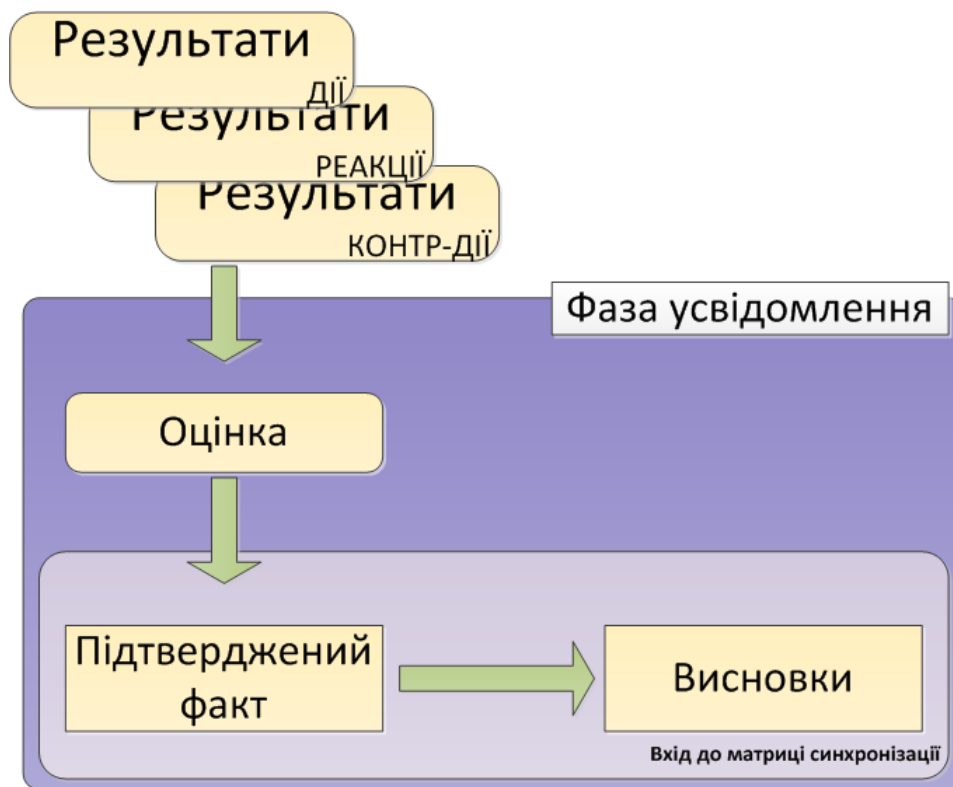 Результати
ДІЇ
Результати
РЕАКЦІЇ
Результати
КОНТР-ДІЇ
Фаза усвідомлення
Оцінка
Підтверджений
факт
Висновки
Вхід до матриці синхронізації